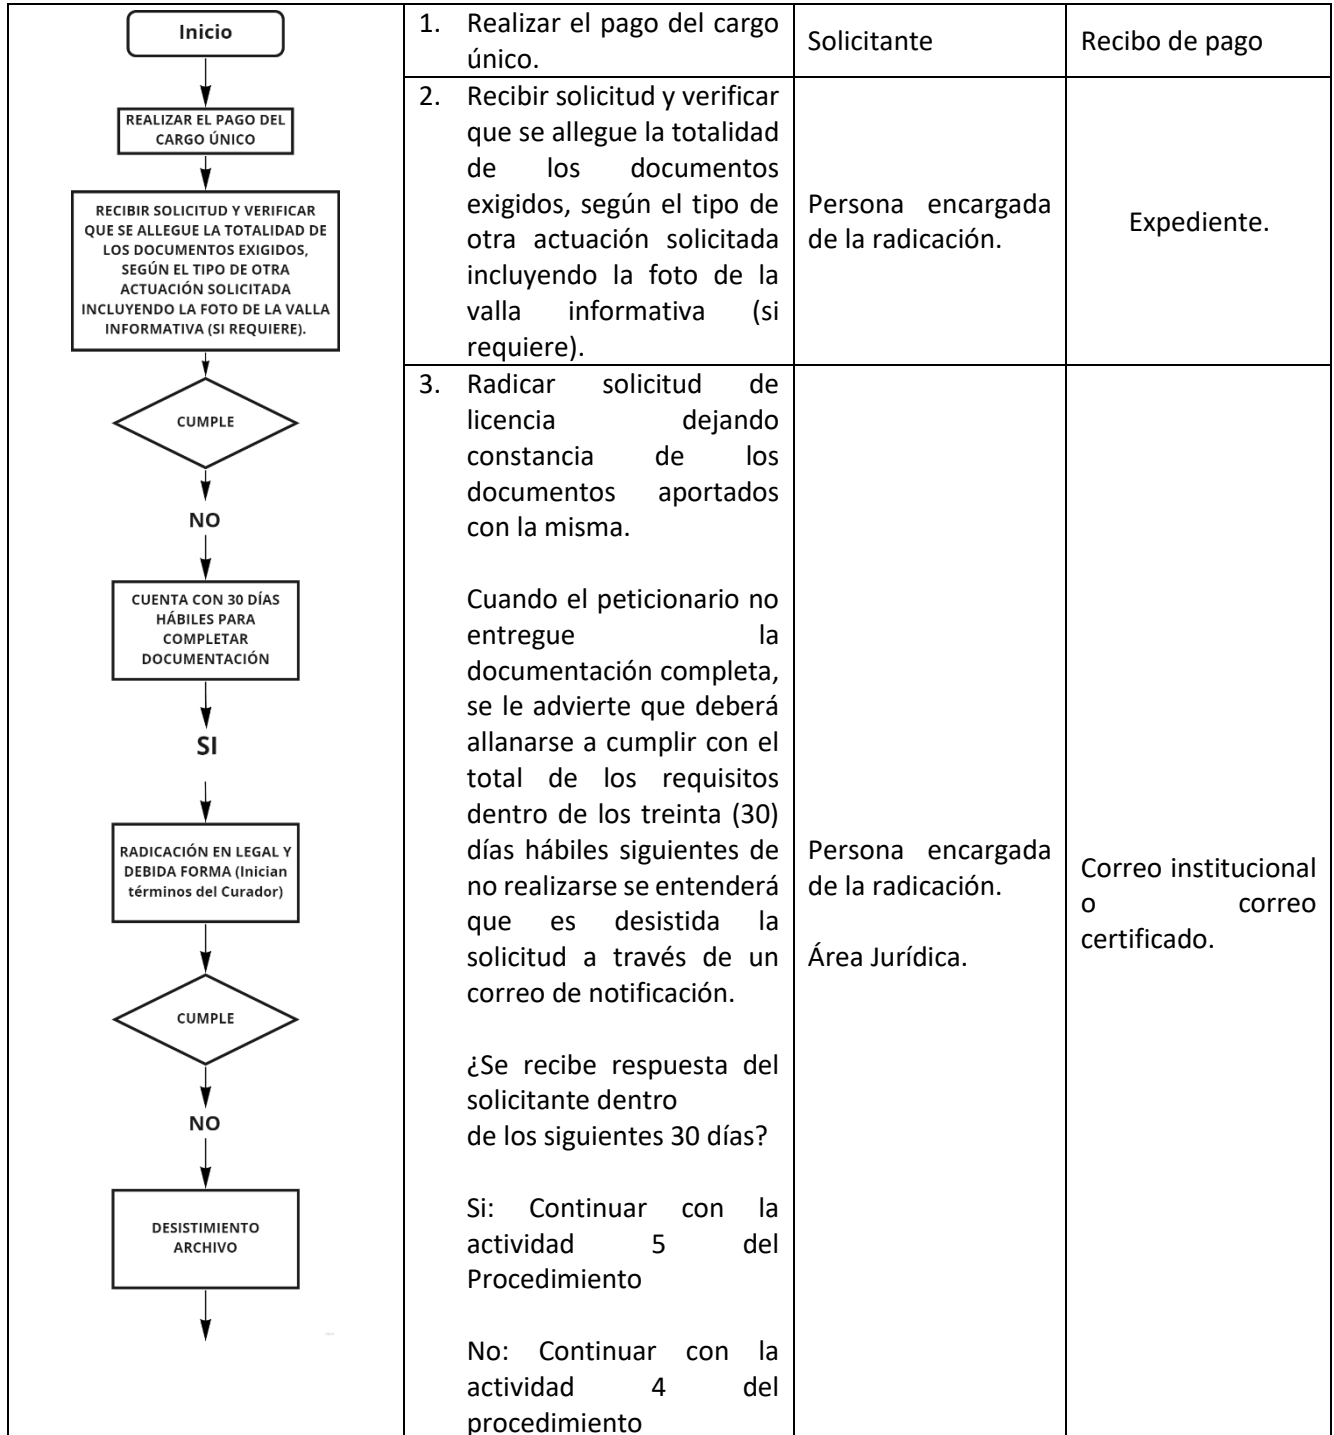 Inicio
REALIZAR EL PAGO DEL
CARGO ÚNICO
RECIBIR SOLICITUD Y VERIFICAR
QUE SE ALLEGUE LA TOTALIDAD DE
LOS DOCUMENTOS EXIGIDOS,
SEGÚN EL TIPO DE OTRA
ACTUACIÓN SOLICITADA
INCLUYENDO LA FOTO DE LA VALLA
INFORMATIVA (SI REQUIERE).
CUMPLE
NO
CUENTA CON 30 DÍAS
HÁBILES PARA
COMPLETAR
DOCUMENTACIÓN
SI
RADICACIÓN EN LEGAL Y
DEBIDA FORMA (Inician
términos del Curador)
CUMPLE
NO
DESISTIMIENTO
ARCHIVO
1. Realizar el pago del cargo
único.
Solicitante
Recibo de pago
2. Recibir solicitud y verificar
que se allegue la totalidad
de los documentos
exigidos, según el tipo de
otra actuación solicitada
incluyendo la foto de la
valla informativa (si
requiere).
Persona encargada
de la radicación.
Expediente.
3. Radicar solicitud de
licencia dejando
constancia de los
documentos aportados
con la misma.
Cuando el peticionario no
entregue la
documentación completa,
se le advierte que deberá
allanarse a cumplir con el
total de los requisitos
dentro de los treinta (30)
días hábiles siguientes de
no realizarse se entenderá
que es desistida la
solicitud a través de un
correo de notificación.
¿Se recibe respuesta del
solicitante dentro
de los siguientes 30 días?
Si: Continuar con la
actividad 5 del
Procedimiento
No: Continuar con la
actividad 4 del
procedimiento
Persona encargada
de la radicación.
Área Jurídica.
Correo institucional
o correo
certificado.